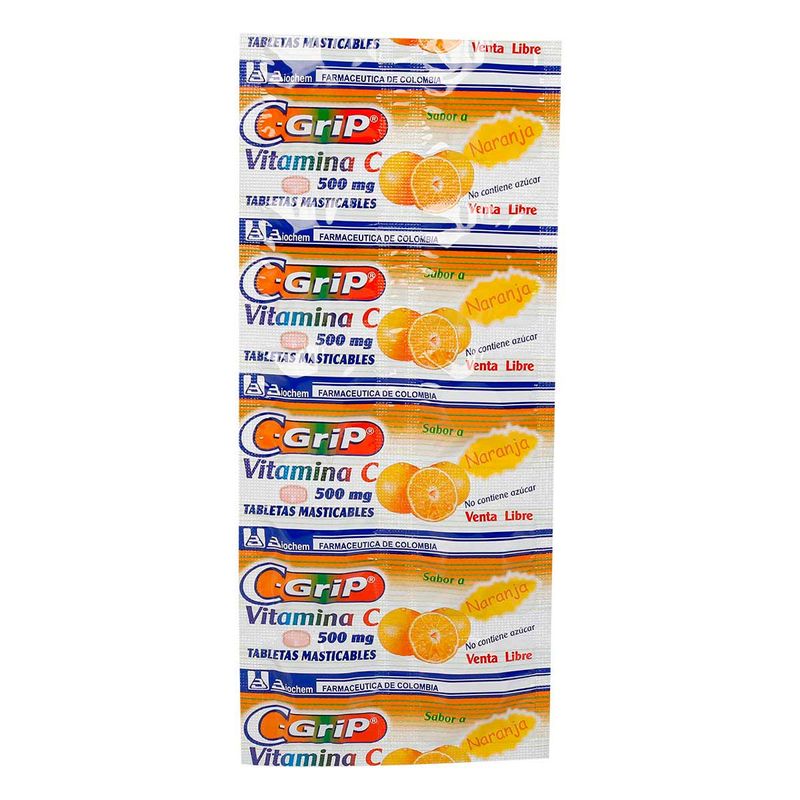 TABLETAS MASTICABLES Venta Libre
Biochem FARMACEUTICA DE COLOMBIA
C-GriP® Sabor a
Naranja
Vitamina C
500 mg No contiene azúcar
TABLETAS MASTICABLES Venta Libre
Biochem FARMACEUTICA DE COLOMBIA
C-GriP® Sabor a
Naranja
Vitamina C
500 mg No contiene azúcar
TABLETAS MASTICABLES Venta Libre
Biochem FARMACEUTICA DE COLOMBIA
C-GriP® Sabor a
Naranja
Vitamina C
500 mg No contiene azúcar
TABLETAS MASTICABLES Venta Libre
Biochem FARMACEUTICA DE COLOMBIA
C-GriP® Sabor a
Naranja
Vitamina C
500 mg No contiene azúcar
TABLETAS MASTICABLES Venta Libre
Biochem FARMACEUTICA DE COLOMBIA
C-GriP® Sabor a
Naranja
Vitamina C